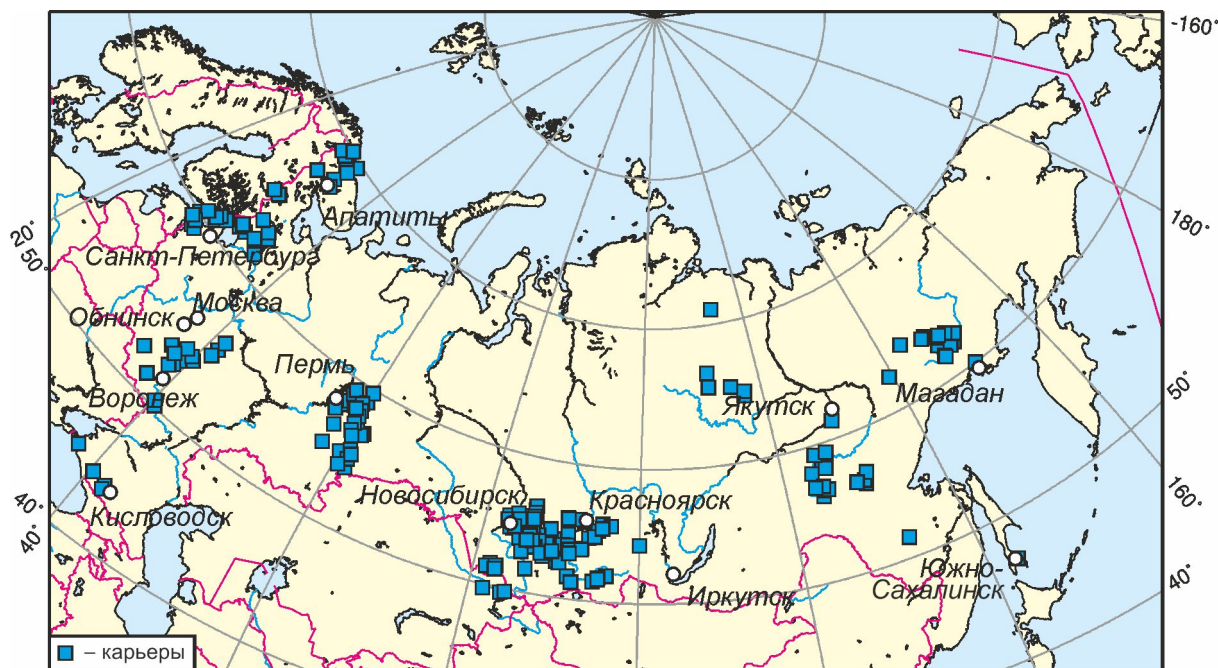 -160°
180°
20°
50°
Апатиты
Санкт-Петербург
Москва
Обнинск
Пермь
Воронеж
Якутск
Мазадан
50°
160°
40°
40°
Кисловодск
Новосибирск
Красноярск
Иркутск
Южно-
Сахалинск
40°
– карьеры